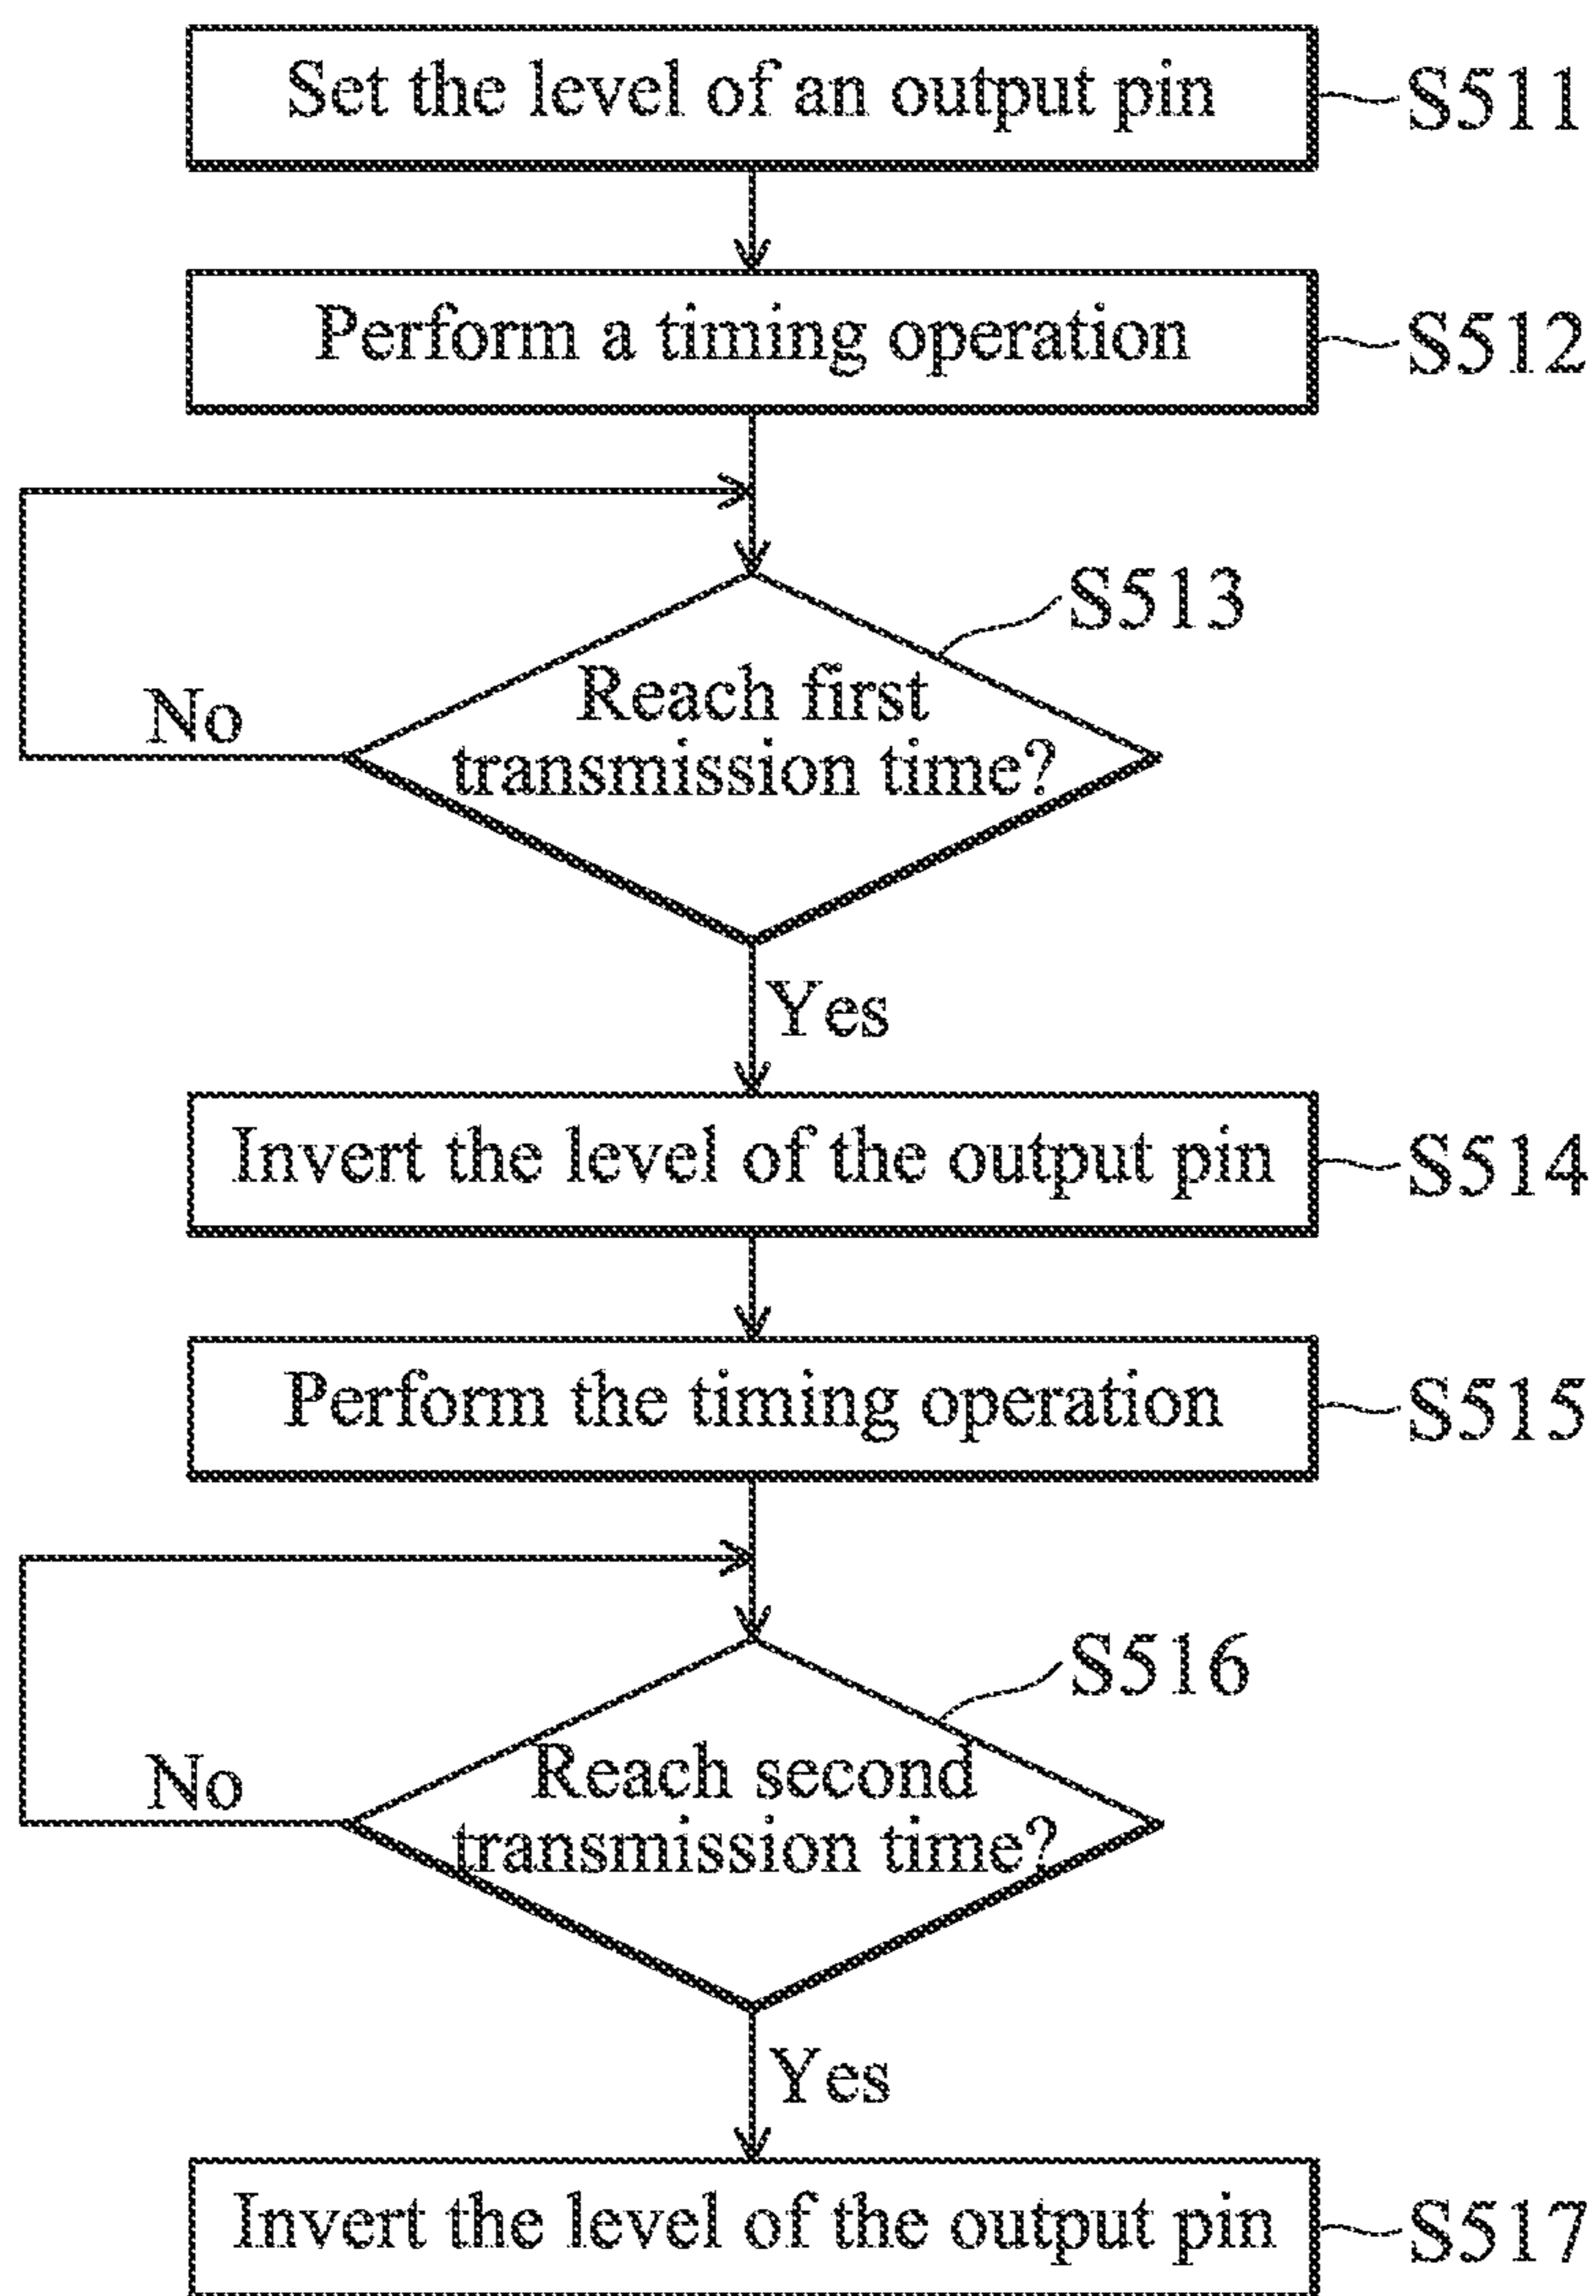 Set the level of an output pin
S511
Perform a timing operation
S512
S513
Reach first
transmission time?
No
Yes
Invert the level of the output pin
S514
Perform the timing operation
S515
S516
Reach second
transmission time?
No
Yes
Invert the level of the output pin
S517